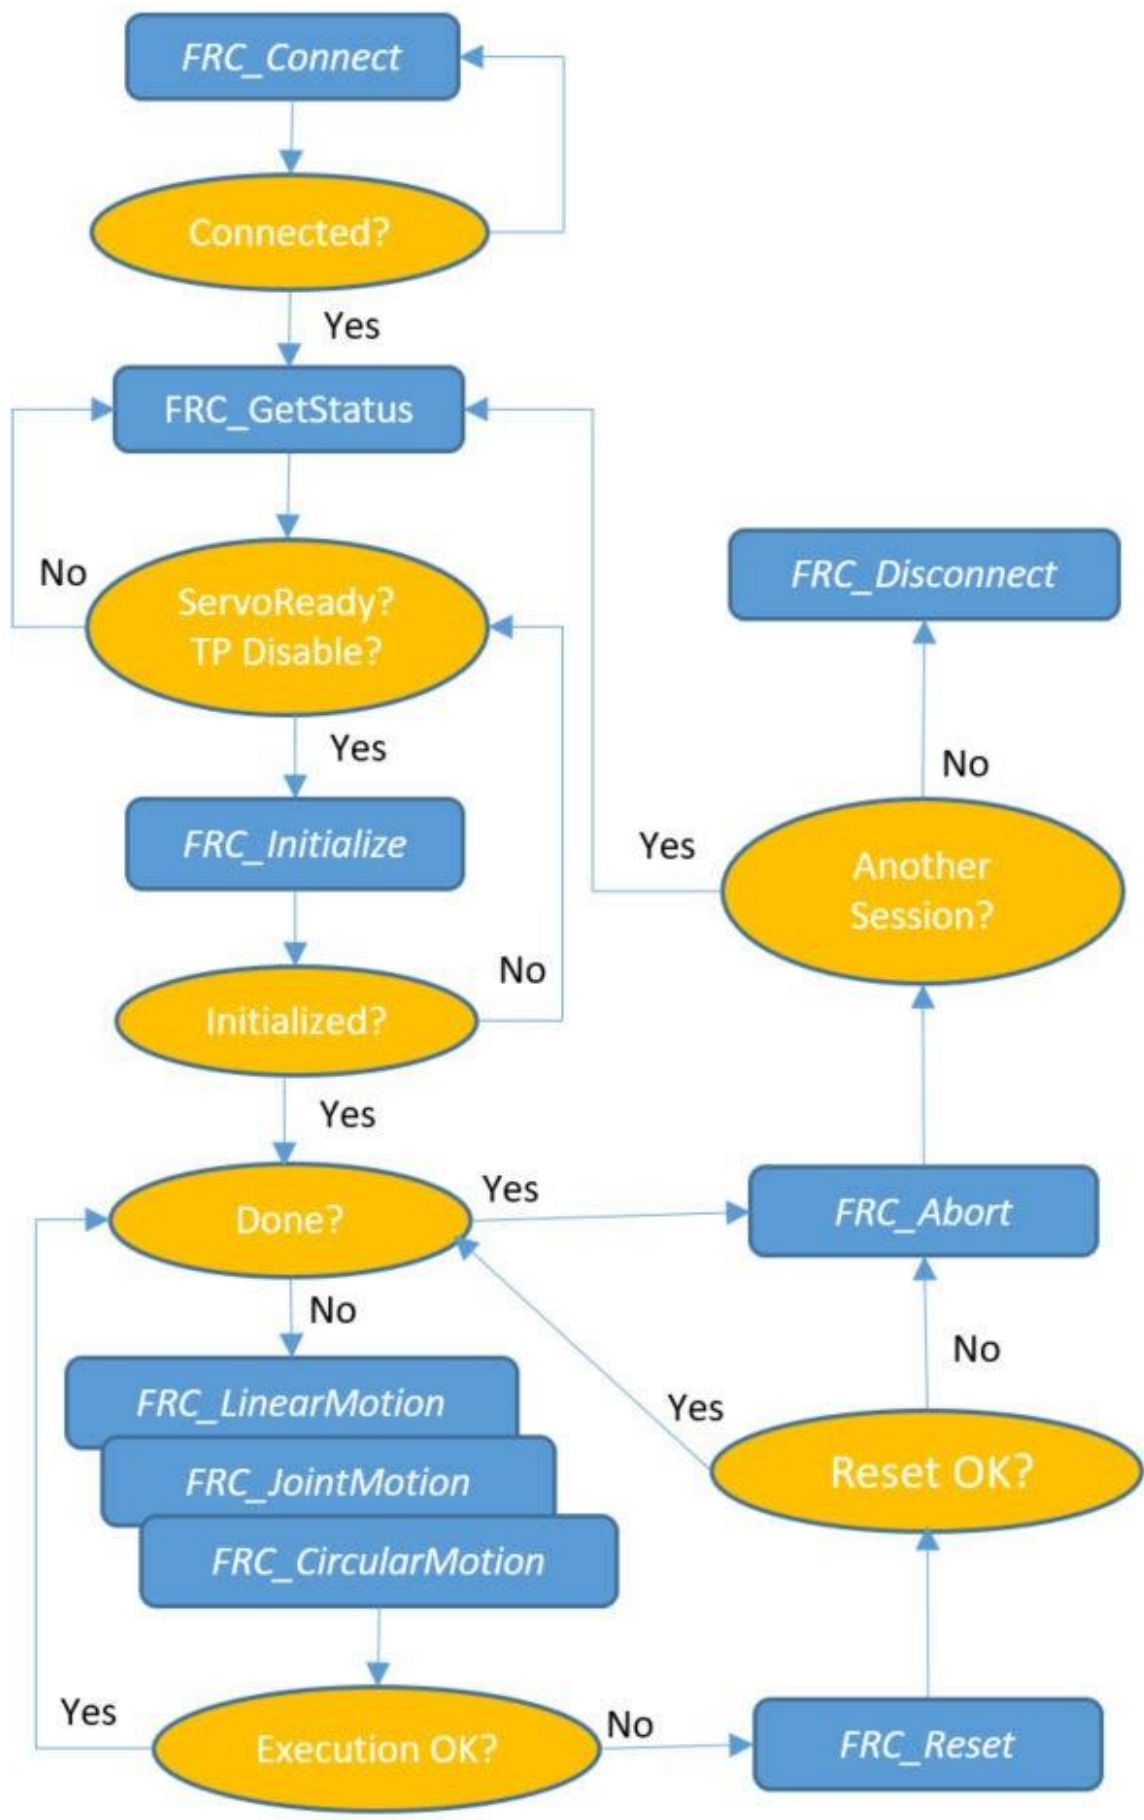 FRC_Connect
Connected?
Yes
FRC_GetStatus
No
ServoReady?
TP Disable?
Yes
FRC_Initialize
Initialized?
No
Yes
Done?
Yes
No
FRC_LinearMotion
FRC_JointMotion
FRC_CircularMotion
Execution OK?
Yes
No
FRC_Reset
Reset OK?
Yes
No
FRC_Abort
Another
Session?
Yes
No
FRC_Disconnect